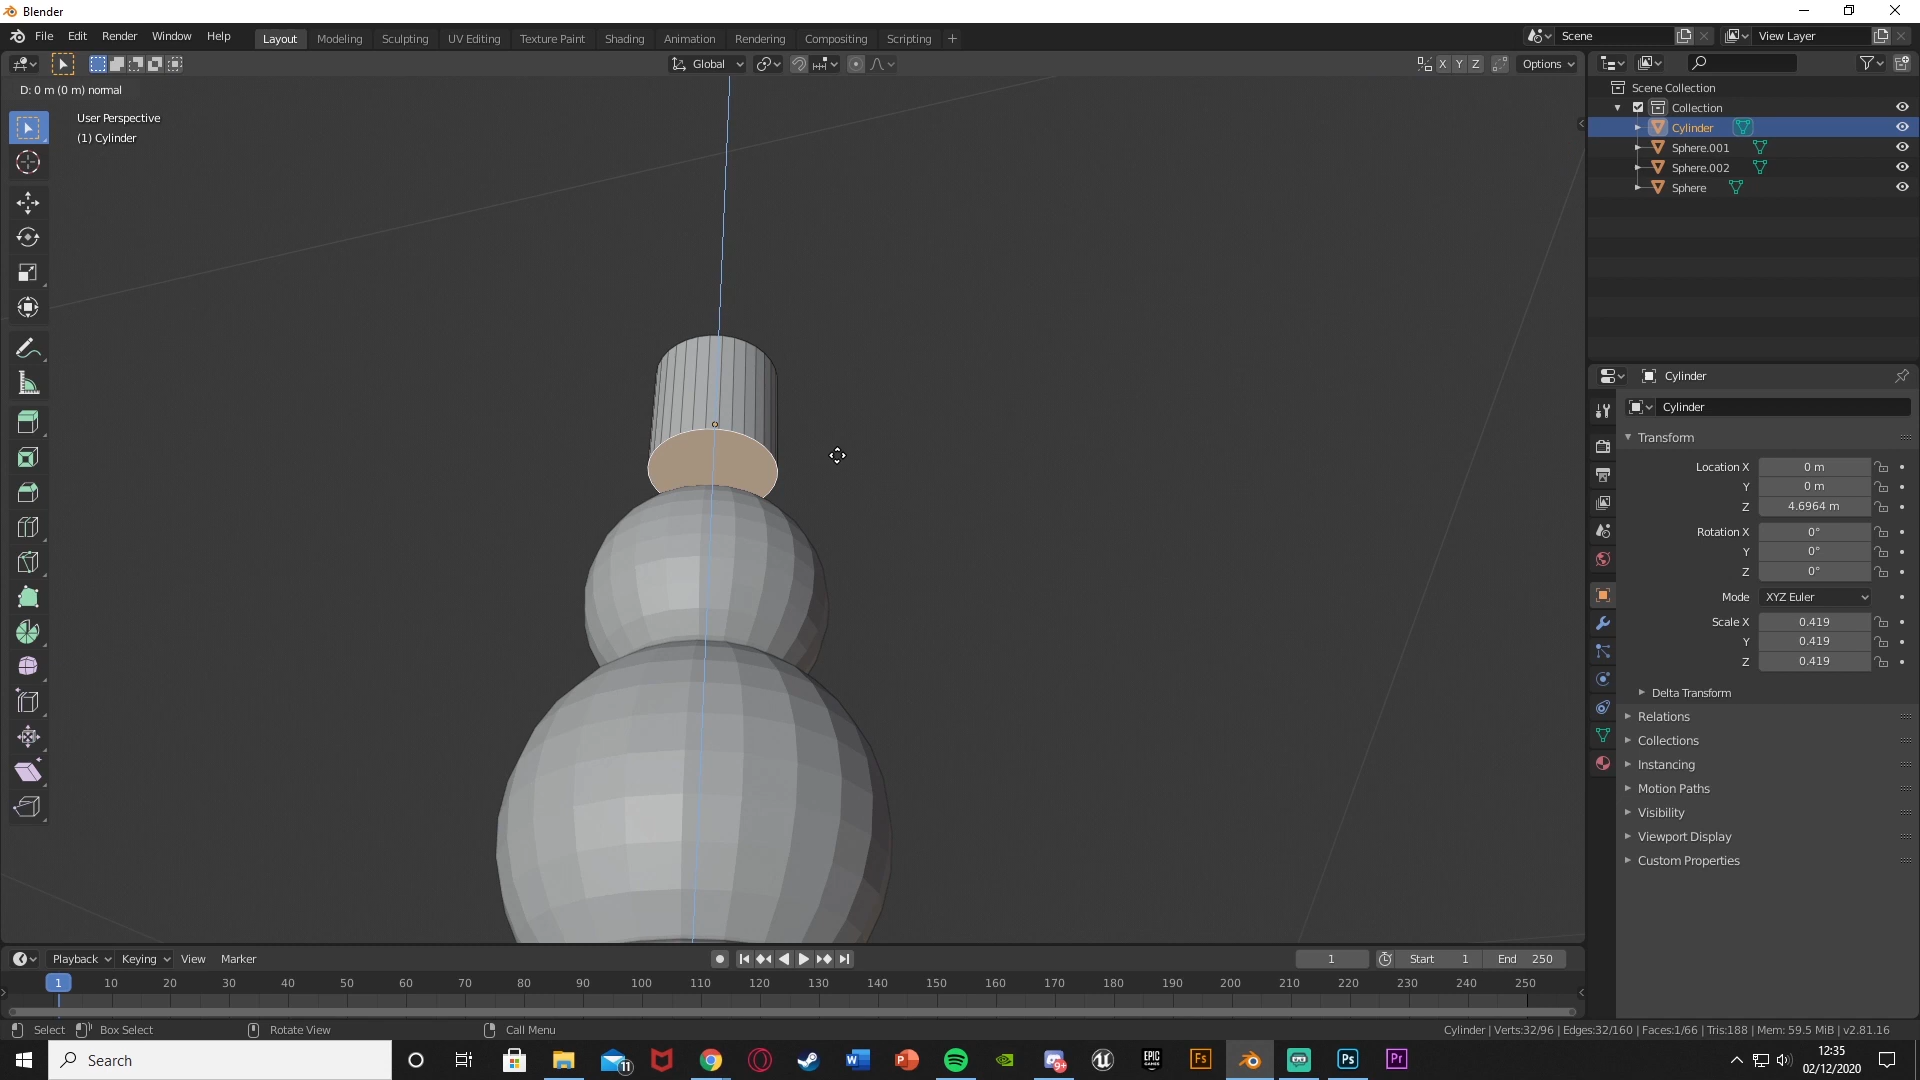 Blender
File Edit Render Window Help Layout Modeling Sculpting UV Editing Texture Paint Shading Animation Rendering Compositing Scripting + Scene View Layer
Global X Y Z Options
D: 0 m (0 m) normal
User Perspective
(1) Cylinder
Scene Collection
Collection
Cylinder
Sphere.001
Sphere.002
Sphere
Cylinder
Cylinder
Transform
Location X 0 m
Y 0 m
Z 4.6964 m
Rotation X 0°
Y 0°
Z 0°
Mode XYZ Euler
Scale X 0.419
Y 0.419
Z 0.419
Delta Transform
Relations
Collections
Instancing
Motion Paths
Visibility
Viewport Display
Custom Properties
Playback Keying View Marker 1 Start 1 End 250
1 10 20 30 40 50 60 70 80 90 100 110 120 130 140 150 160 170 180 190 200 210 220 230 240 250
Select Box Select Rotate View Call Menu Cylinder | Verts:32/96 | Edges:32/160 | Faces:1/66 | Tris:188 | Mem: 59.5 MiB | v2.81.16
Search 11 W P 9+ EPIC GAMES Fs Ps Pr 12:35
02/12/2020